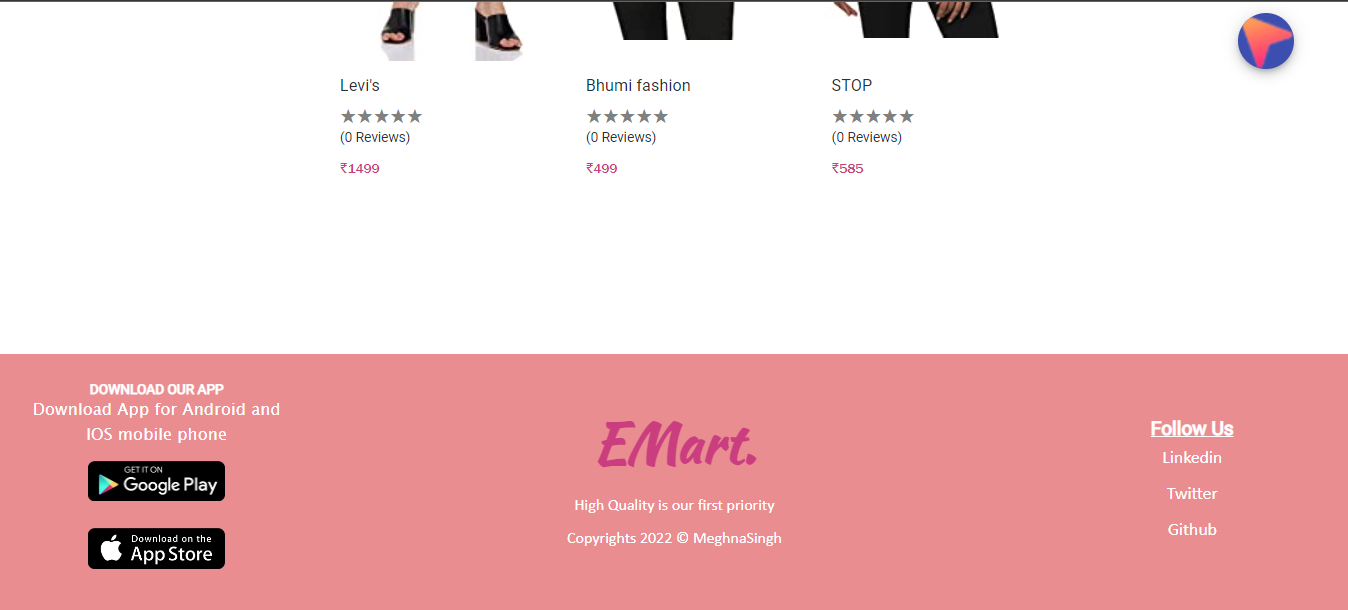 Levi's
★★★★★
(0 Reviews)
₹1499
Bhumi fashion
★★★★★
(0 Reviews)
₹499
STOP
★★★★★
(0 Reviews)
₹585
DOWNLOAD OUR APP
Download App for Android and
IOS mobile phone
GET IT ON
Google Play
Download on the
App Store
EMart.
High Quality is our first priority
Copyrights 2022 © MeghnaSingh
Follow Us
Linkedin
Twitter
Github